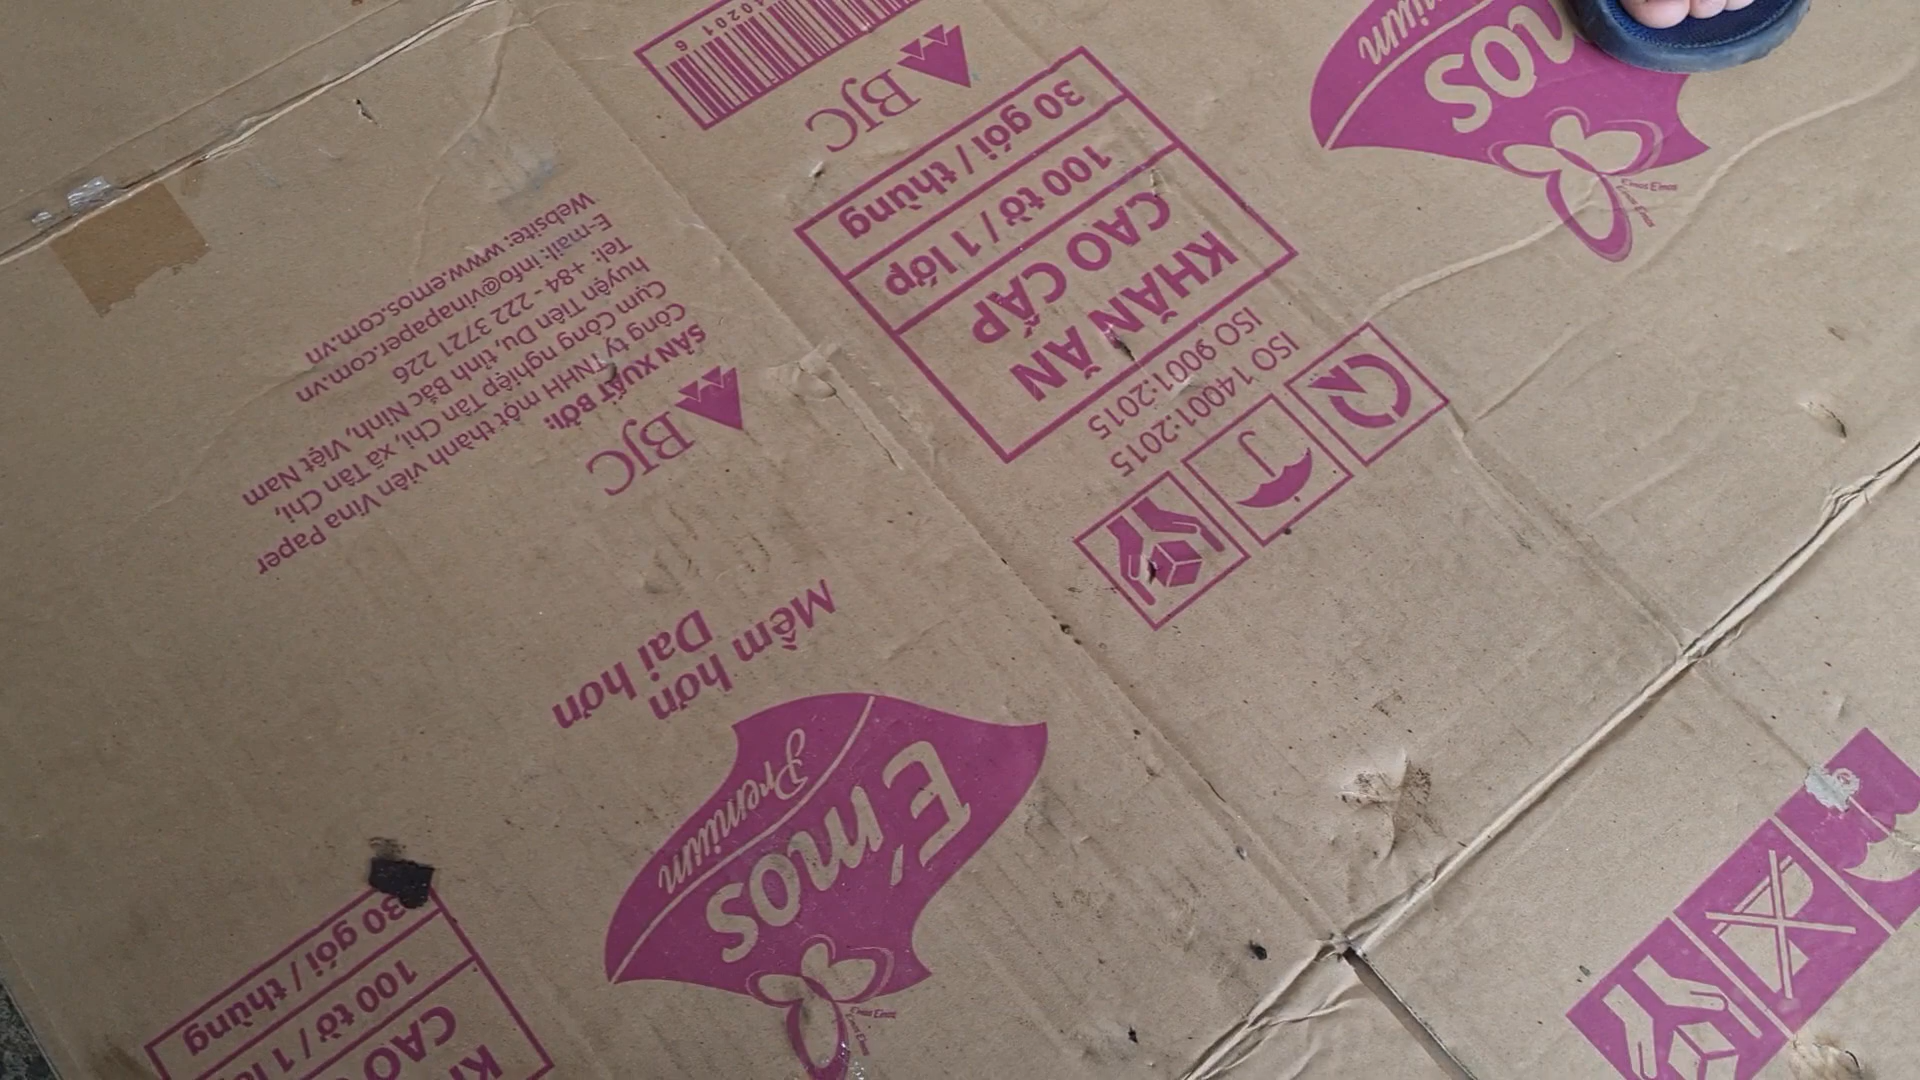 E'mos
Premium
Mềm hơn
Dai hơn
BJC
SẢN XUẤT BỞI:
Công ty TNHH một thành viên Vina Paper
Cụm Công nghiệp Tân Chi, xã Tân Chi,
huyện Tiên Du, tỉnh Bắc Ninh, Việt Nam
Tel: +84 - 222 3721 226
E-mail: info@vinapaper.com.vn
Website: www.emos.com.vn
ISO 14001:2015
ISO 9001:2015
KHĂN ĂN
CAO CẤP
100 tờ / 1 lớp
30 gói / thùng
BJC
CAO
100 tờ / 1
30 gói / thùng